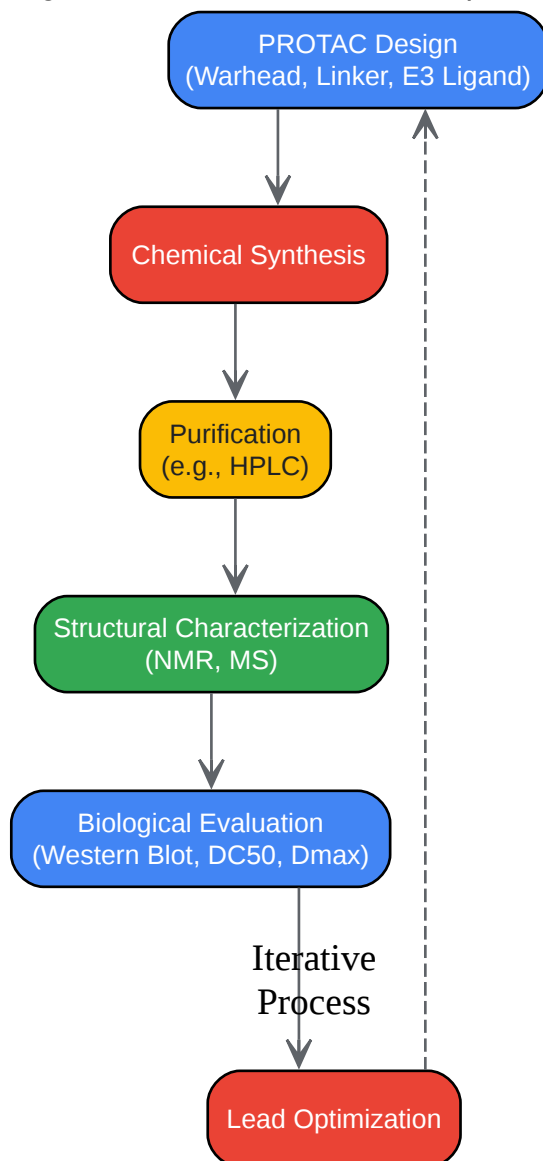 PROTAC Design
(Warhead, Linker, E3 Ligand)
Chemical Synthesis
Purification
(e.g., HPLC)
Structural Characterization
(NMR, MS)
Biological Evaluation
(Western Blot, DC50, Dmax)
Iterative
Process
Lead Optimization